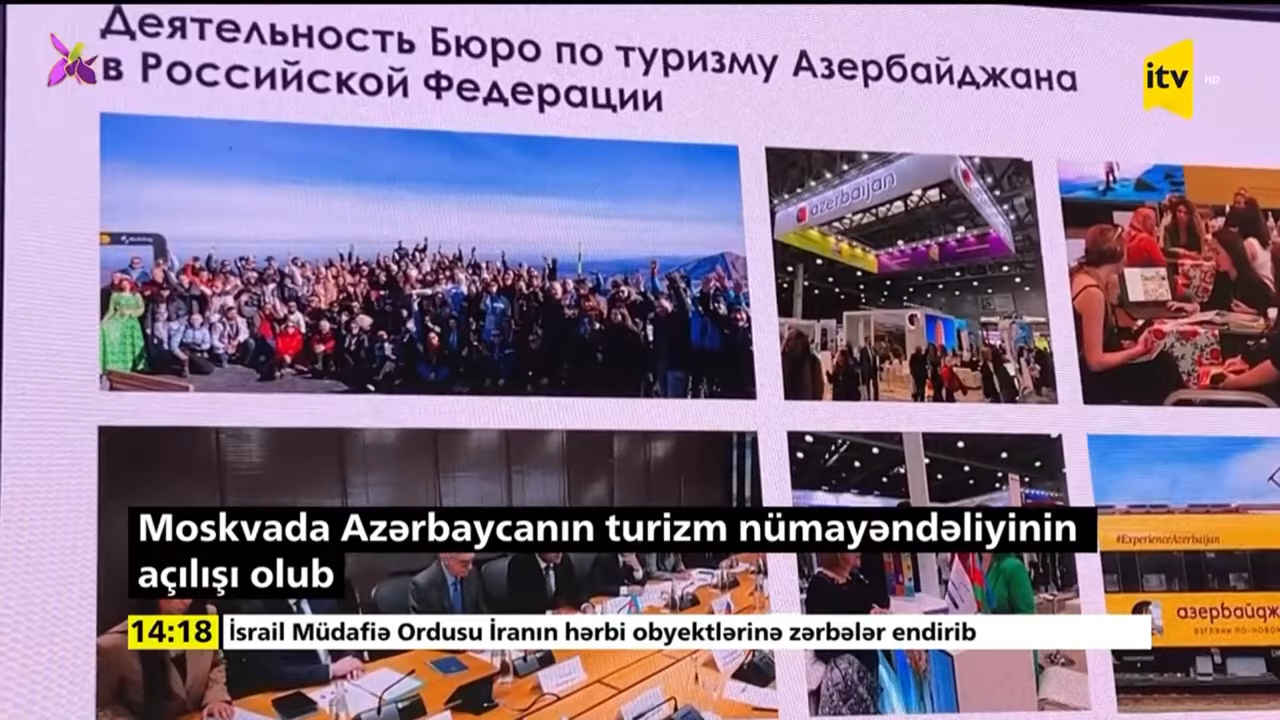 Деятельность Бюро по туризму Азербайджана
в Российской Федерации
itv
HD
azerbaijan
#ExperienceAzerbaijan
Moskvada Azərbaycanın turizm nümayəndəliyinin
açılışı olub
14:18 İsrail Müdafiə Ordusu İranın hərbi obyektlərinə zərbələr endirib